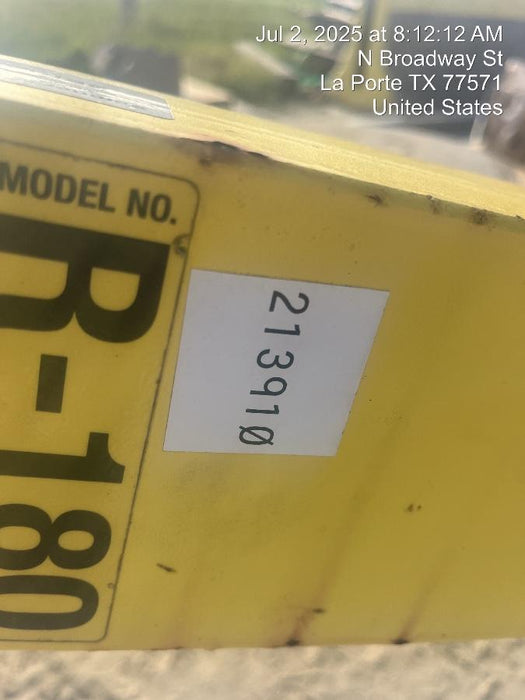 Jul 2, 2025 at 8:12:12 AM
N Broadway St
La Porte TX 77571
United States
MODEL NO.
R-180
213910